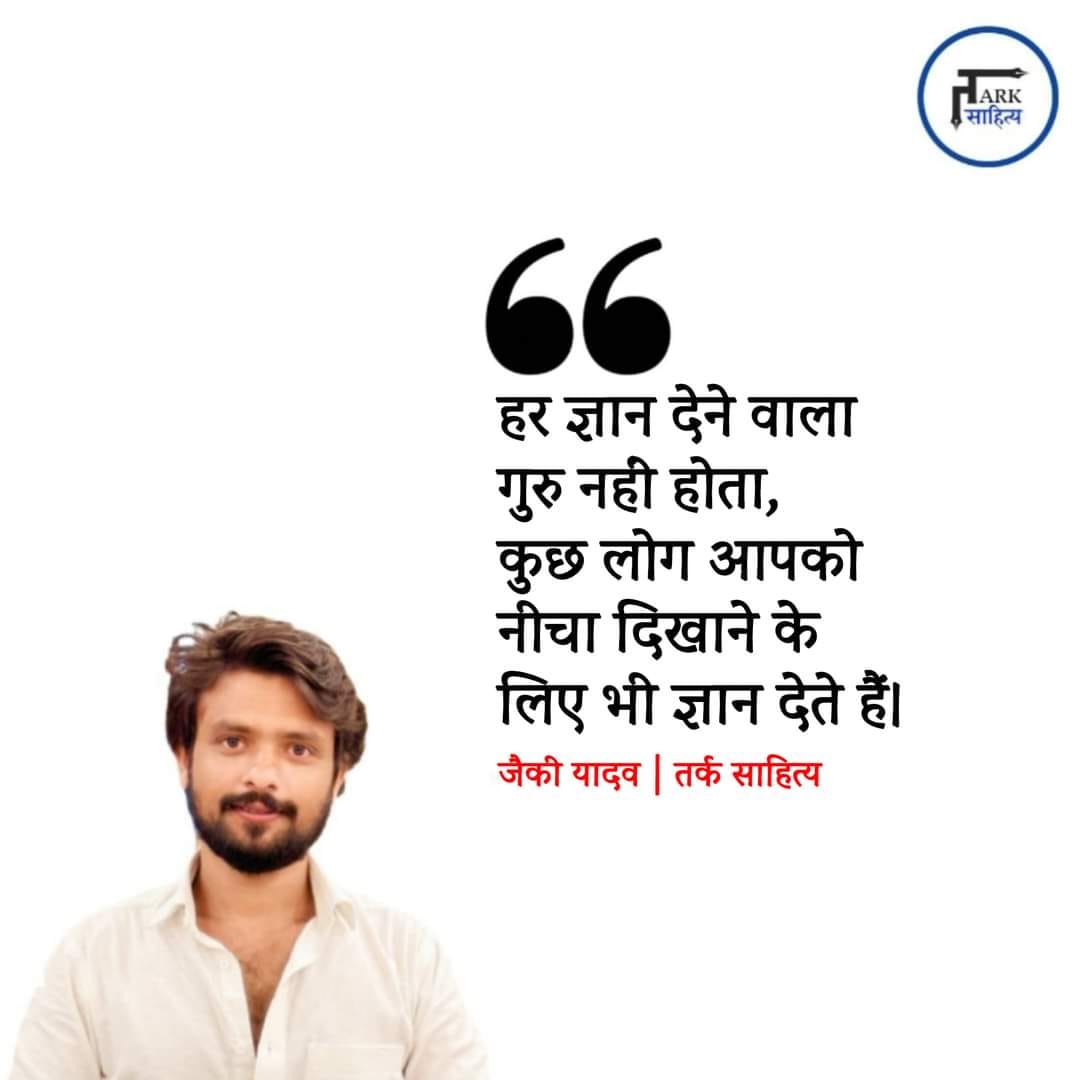 TARK
साहित्य
हर ज्ञान देने वाला
गुरु नही होता,
कुछ लोग आपको
नीचा दिखाने के
लिए भी ज्ञान देते हैं।
जैकी यादव | तर्क साहित्य